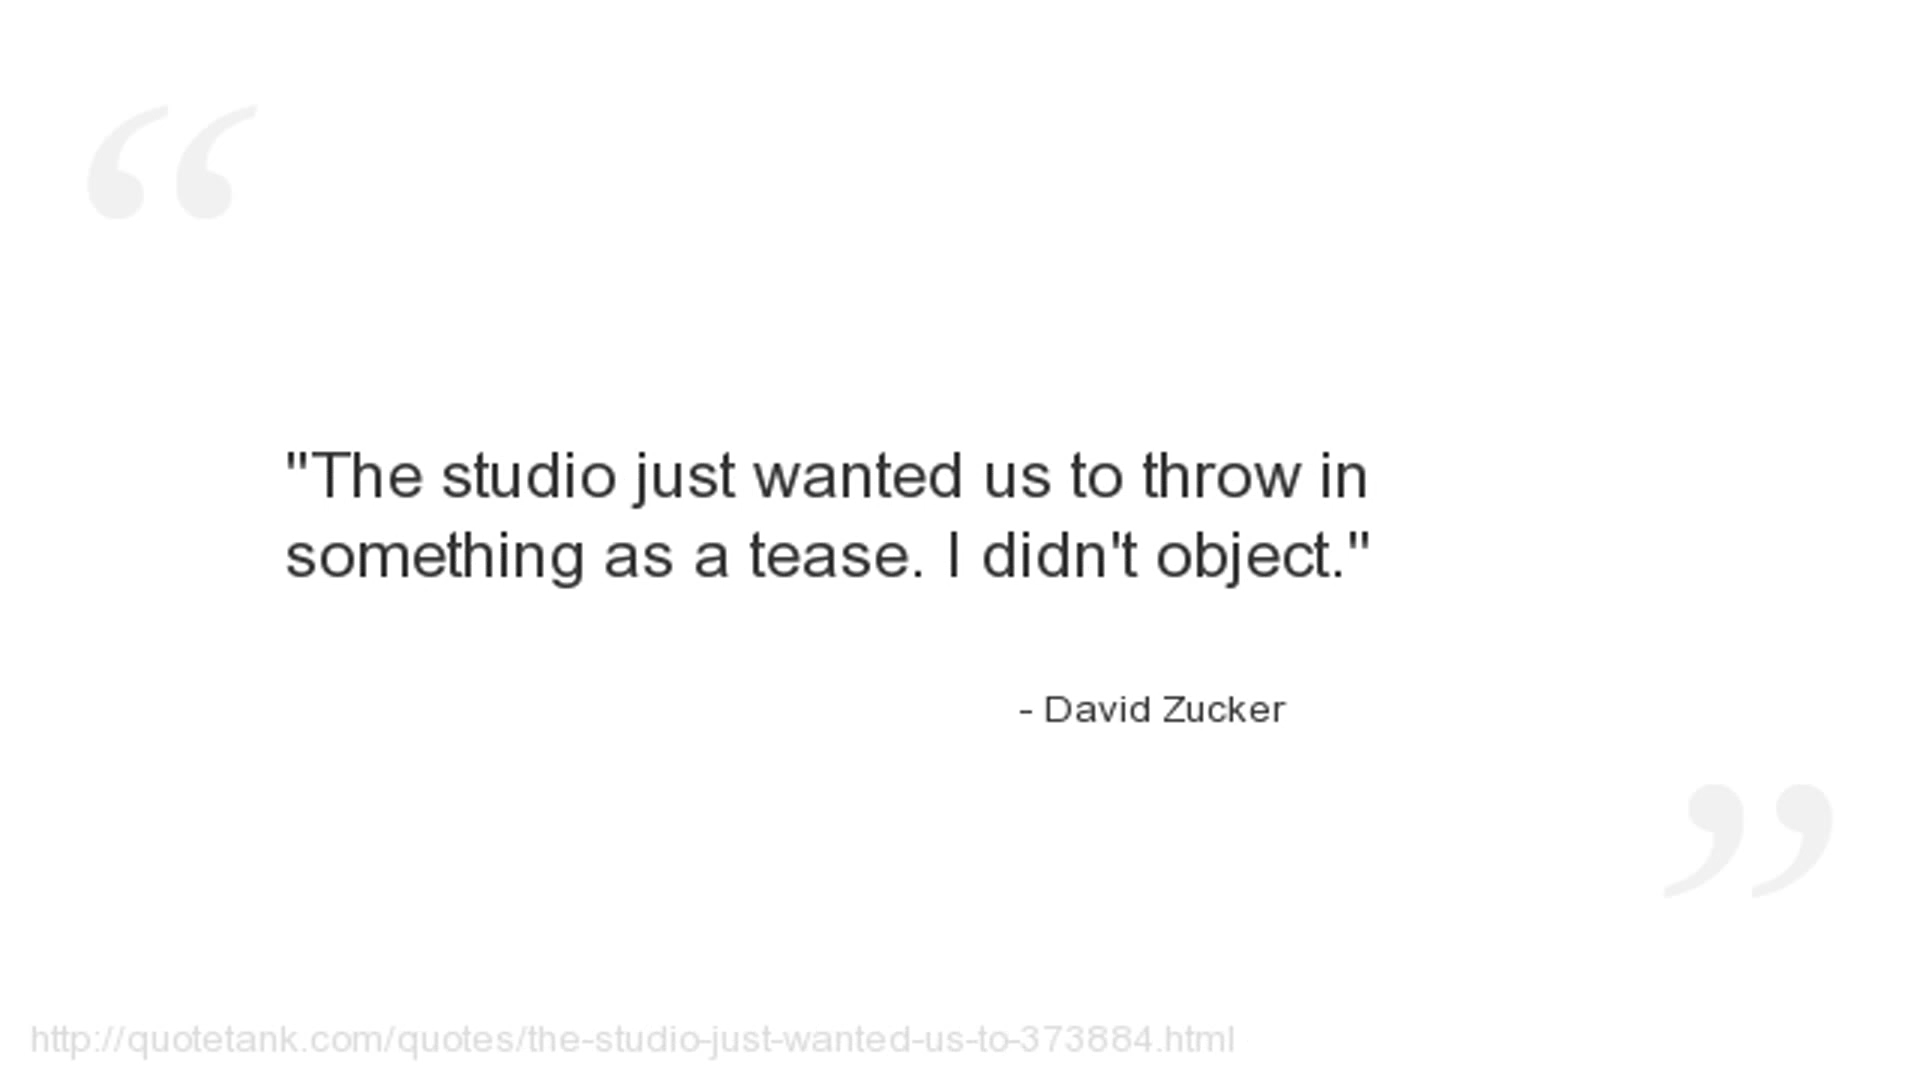 "The studio just wanted us to throw in
something as a tease. I didn't object."
- David Zucker
http://quotetank.com/quotes/the-studio-just-wanted-us-to-373884.html